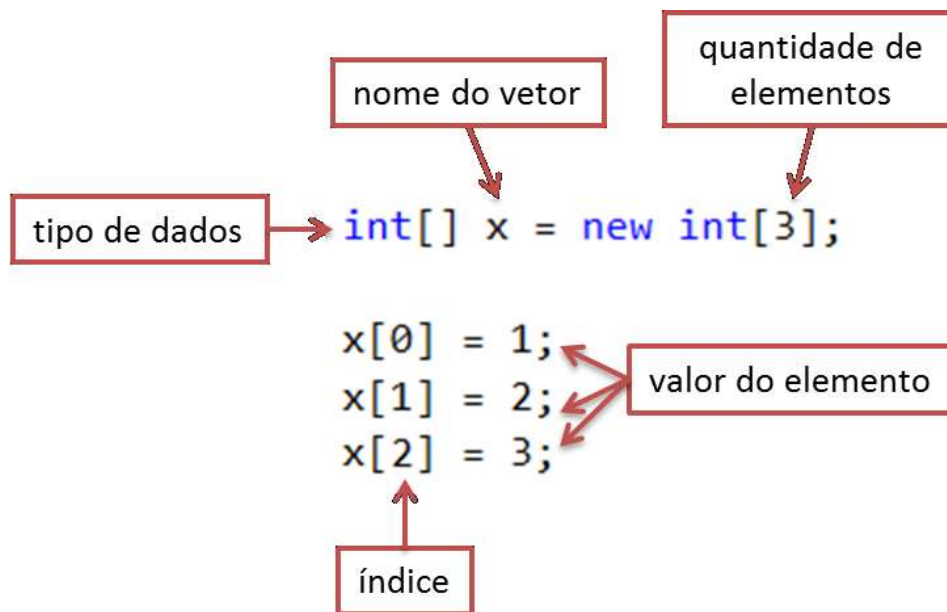 quantidade de
elementos
nome do vetor
tipo de dados
int[] x = new int[3];
x[0] = 1;
x[1] = 2;
x[2] = 3;
valor do elemento
índice